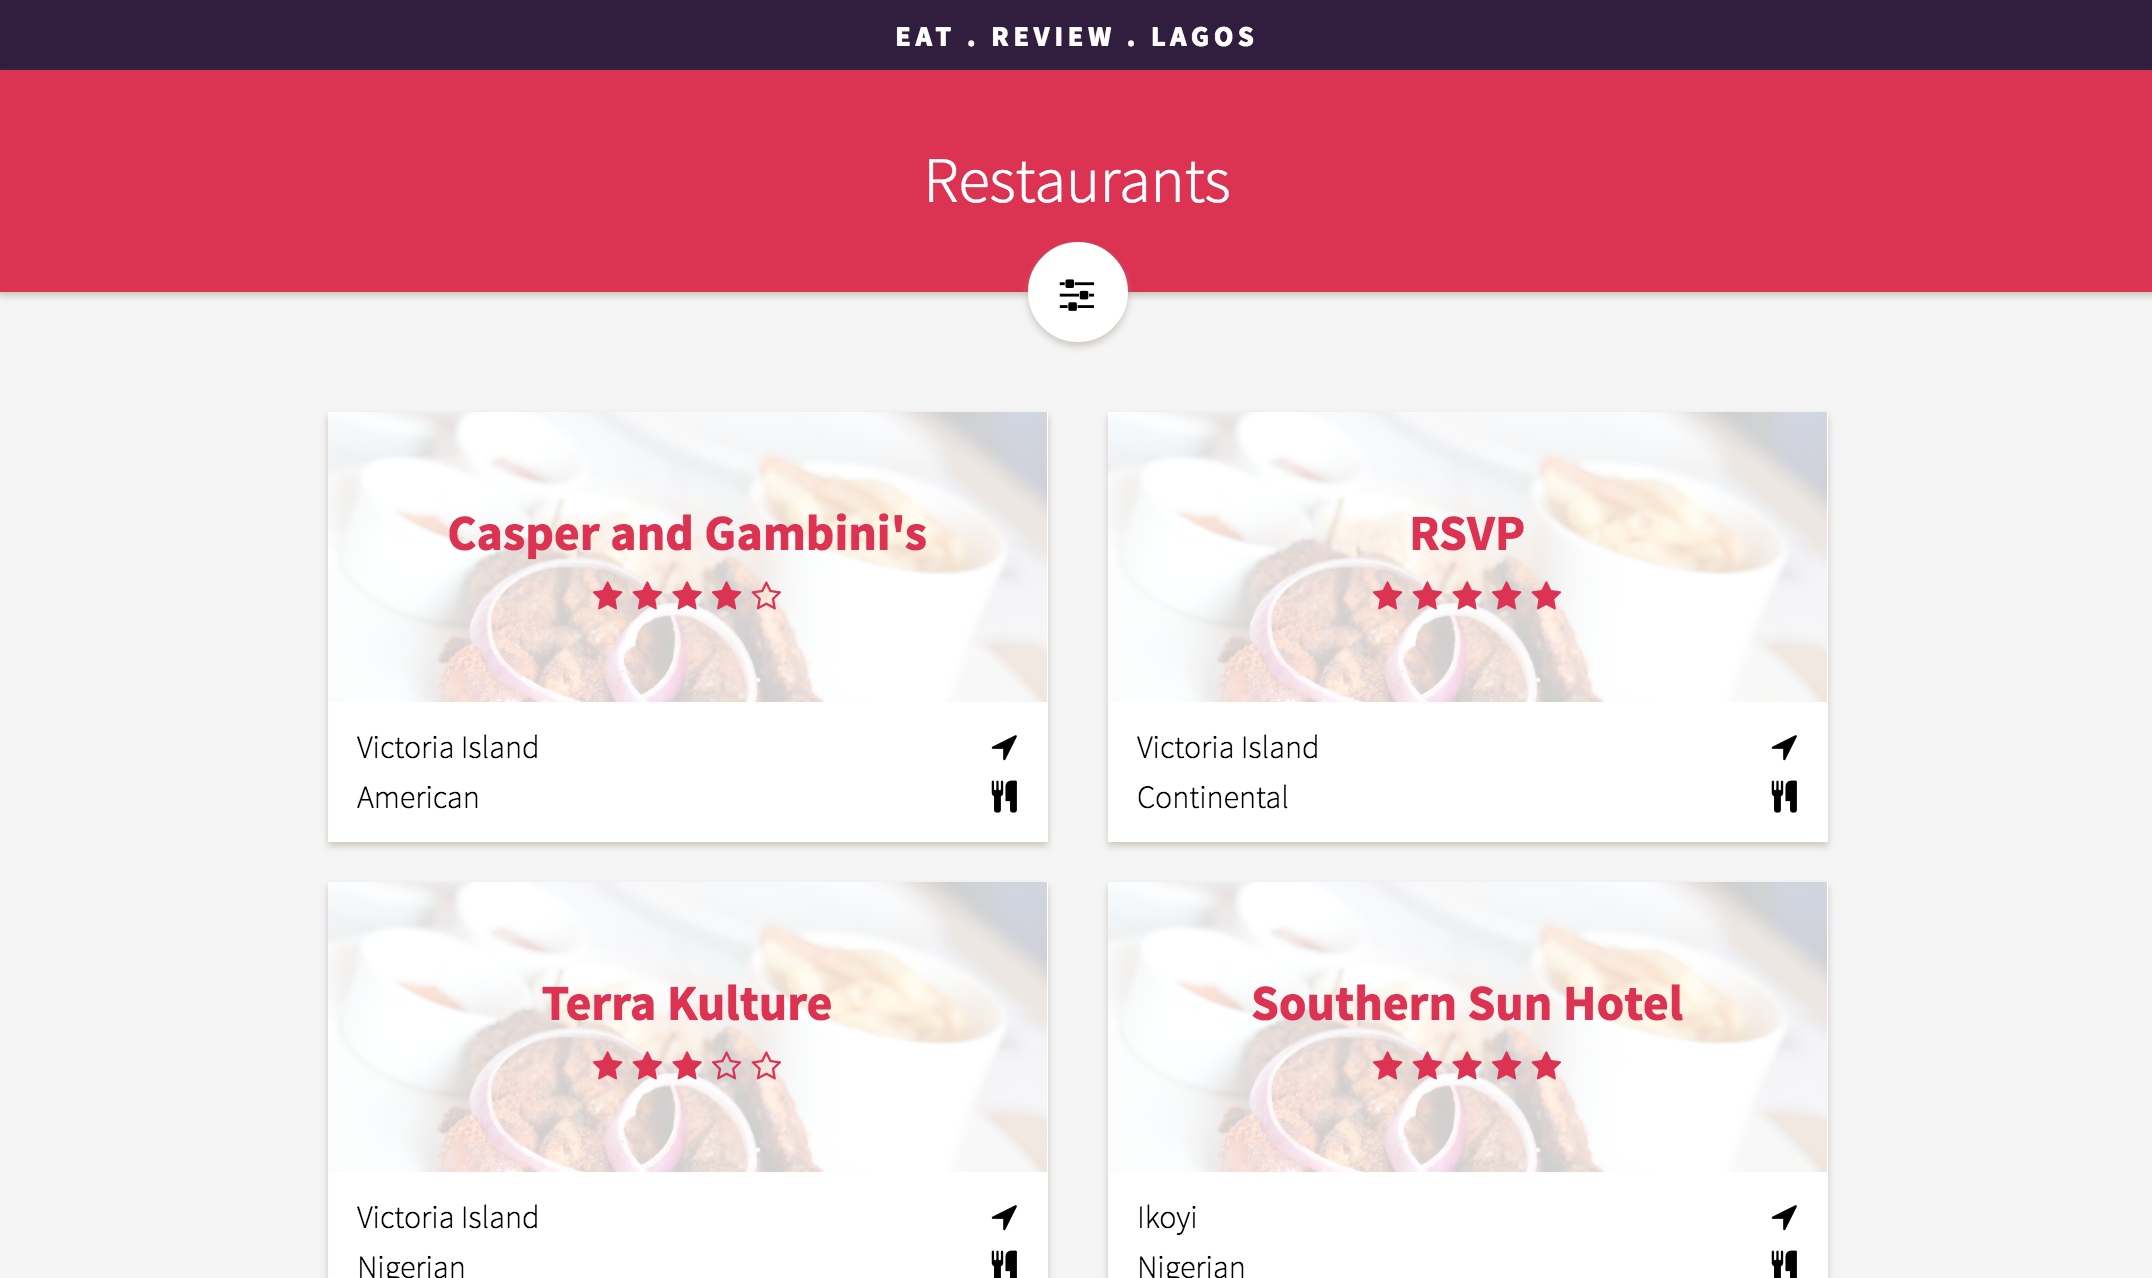 EAT . REVIEW . LAGOS
Restaurants
Casper and Gambini's
Victoria Island
American
RSVP
Victoria Island
Continental
Terra Kulture
Victoria Island
Nigerian
Southern Sun Hotel
Ikoyi
Nigerian